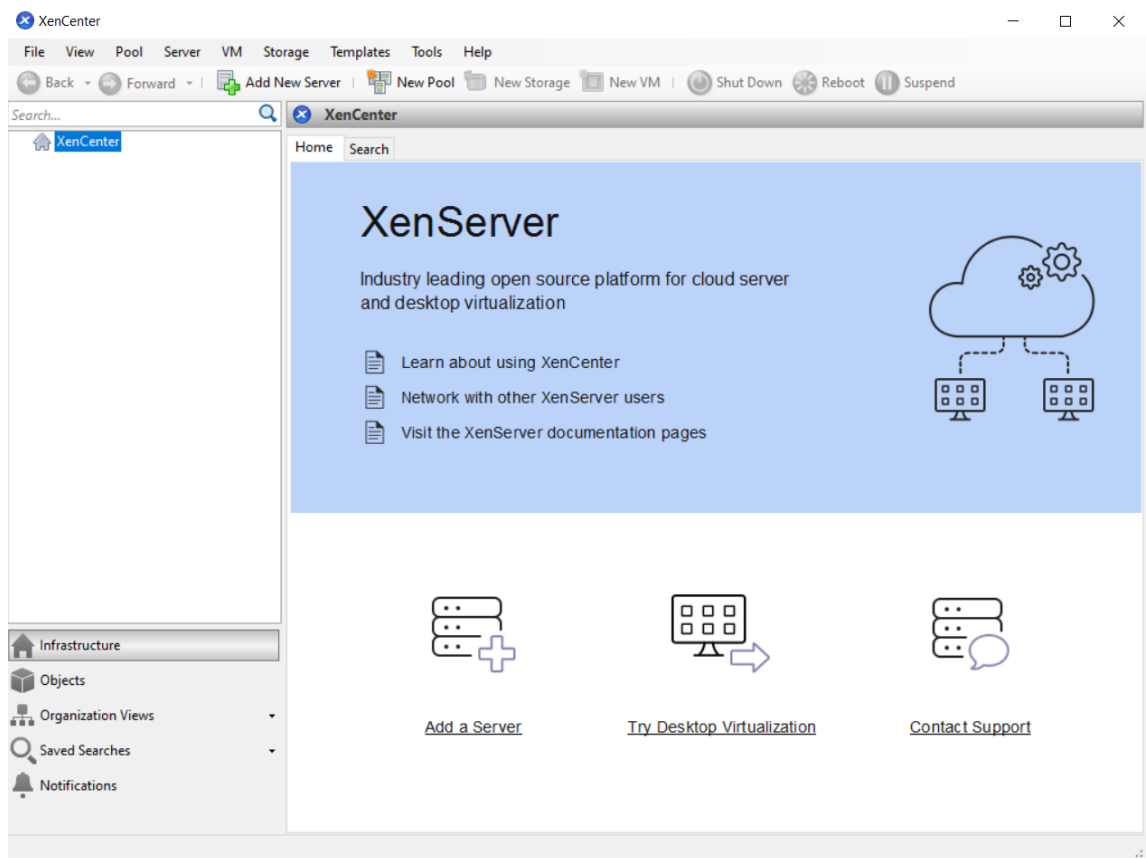 XenCenter
File View Pool Server VM Storage Templates Tools Help
Back Forward Add New Server New Pool New Storage New VM Shut Down Reboot Suspend
Search...
XenCenter
XenCenter
Home Search
XenServer
Industry leading open source platform for cloud server
and desktop virtualization
Learn about using XenCenter
Network with other XenServer users
Visit the XenServer documentation pages
Add a Server
Try Desktop Virtualization
Contact Support
Infrastructure
Objects
Organization Views
Saved Searches
Notifications